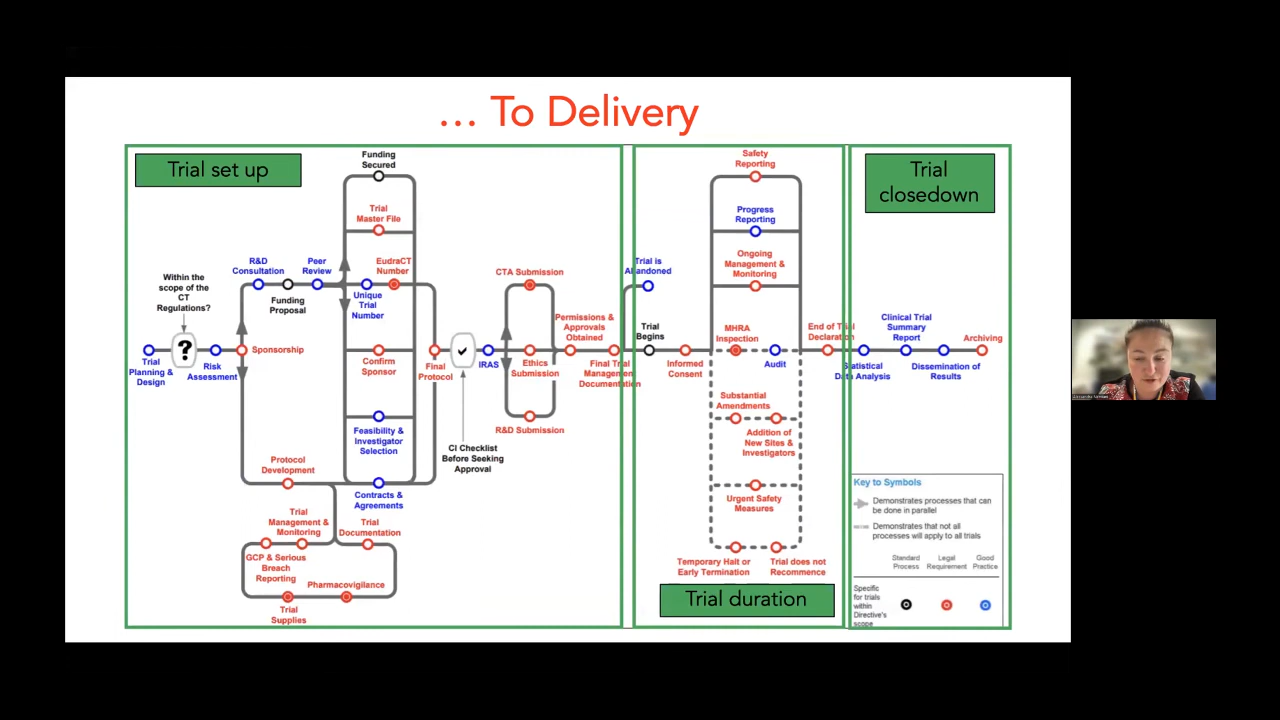 ... To Delivery
Trial set up
Within the
scope of the
CT
Regulations?
Trial
Planning &
Design
Risk
Assessment
Sponsorship
R&D
Consultation
Funding
Proposal
Peer
Review
Funding
Secured
Trial
Master File
EudraCT
Number
Unique
Trial
Number
Confirm
Sponsor
Feasibility &
Investigator
Selection
Contracts &
Agreements
Protocol
Development
Trial
Management &
Monitoring
Trial
Documentation
GCP & Serious
Breach
Reporting
Pharmacovigilance
Trial
Supplies
Final
Protocol
CI Checklist
Before Seeking
Approval
IRAS
CTA Submission
Ethics
Submission
R&D Submission
Permissions &
Approvals
Obtained
Final Trial
Management
Documentation
Trial is
Abandoned
Trial
Begins
Informed
Consent
Safety
Reporting
Progress
Reporting
Ongoing
Management &
Monitoring
MHRA
Inspection
Audit
Substantial
Amendments
Addition of
New Sites &
Investigators
Urgent Safety
Measures
Temporary Halt or
Early Termination
Trial does not
Recommence
Trial duration
End of Trial
Declaration
Trial
closedown
Statistical
Data Analysis
Clinical Trial
Summary
Report
Dissemination of
Results
Archiving
Key to Symbols
Demonstrates processes that can
be done in parallel
Demonstrates that not all
processes will apply to all trials
Standard
Process
Legal
Requirement
Good
Practice
Specific
for trials
within
Directive's
scope